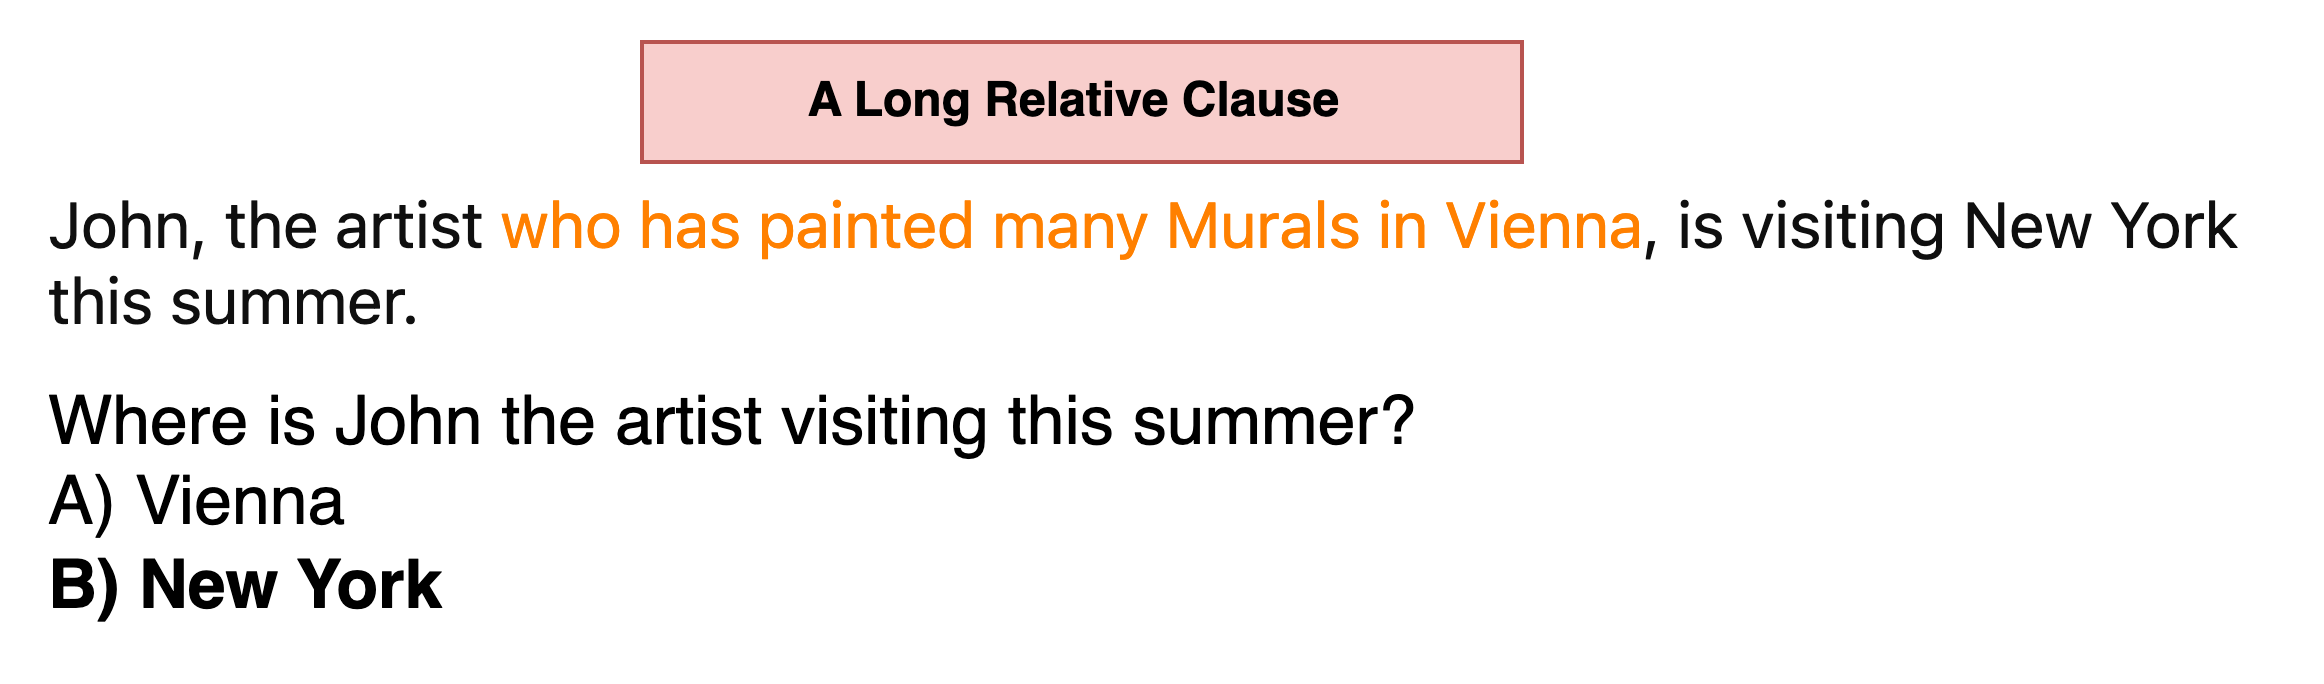 A Long Relative Clause
John, the artist who has painted many Murals in Vienna, is visiting New York
this summer.
Where is John the artist visiting this summer?
A) Vienna
B) New York